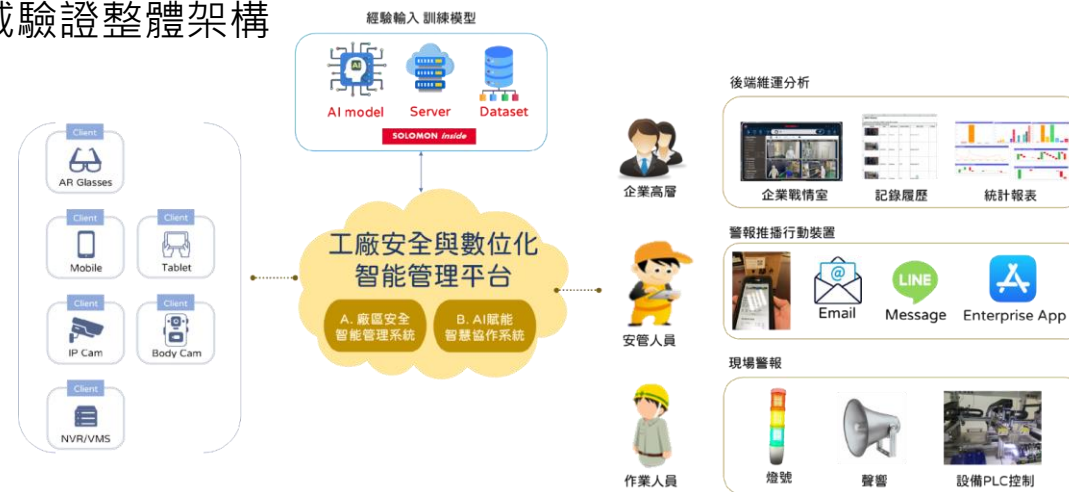 驗證整體架構
經驗輸入 訓練模型
AI
AI model
Server
Dataset
SOLOMON Inside
Client
AR Glasses
Client
Mobile
Client
Tablet
Client
IP Cam
Client
Body Cam
Client
NVR/VMS
工廠安全與數位化
智能管理平台
A. 廠區安全
智能管理系統
B. AI賦能
智慧協作系統
企業高層
安管人員
作業人員
後端維運分析
企業戰情室
記錄履歷
統計報表
警報推播行動裝置
@
Email
LINE
Message
Enterprise App
現場警報
燈號
聲響
設備PLC控制